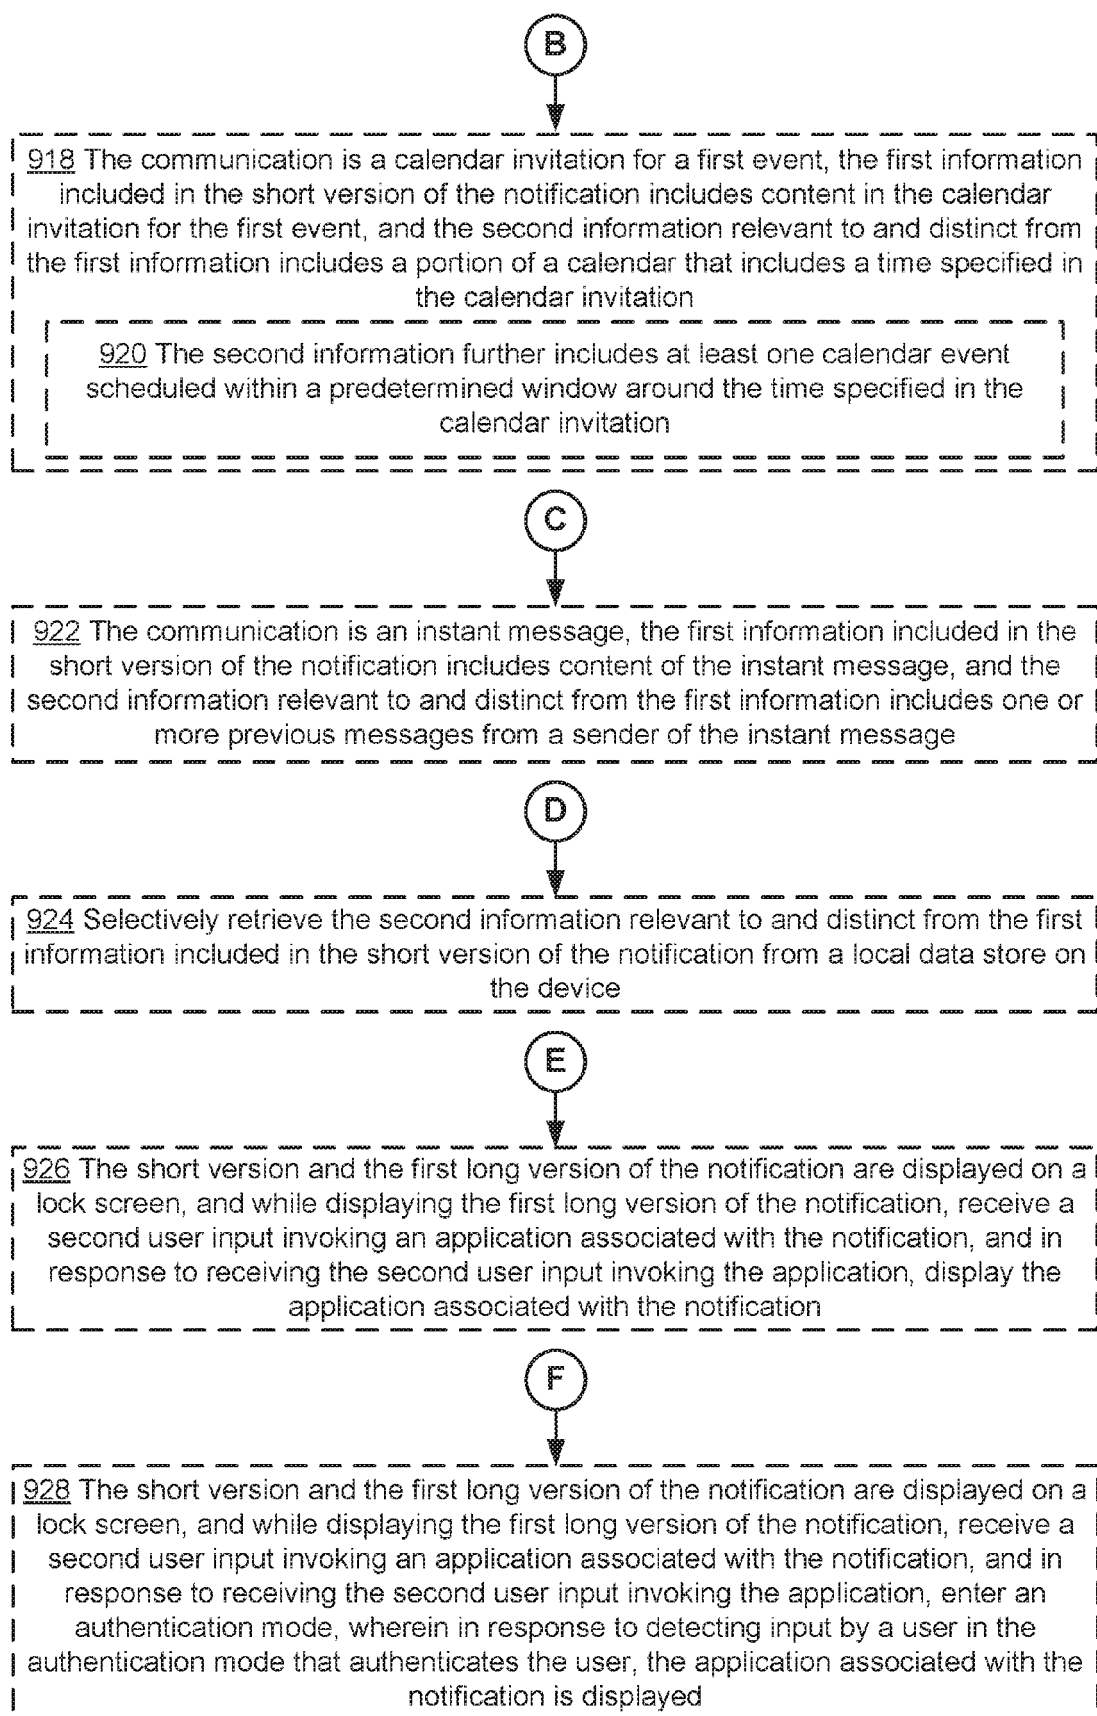 B
918 The communication is a calendar invitation for a first event, the first information
included in the short version of the notification includes content in the calendar
invitation for the first event, and the second information relevant to and distinct from
the first information includes a portion of a calendar that includes a time specified in
the calendar invitation
920 The second information further includes at least one calendar event
scheduled within a predetermined window around the time specified in the
calendar invitation
C
922 The communication is an instant message, the first information included in the
short version of the notification includes content of the instant message, and the
second information relevant to and distinct from the first information includes one or
more previous messages from a sender of the instant message
D
924 Selectively retrieve the second information relevant to and distinct from the first
information included in the short version of the notification from a local data store on
the device
E
926 The short version and the first long version of the notification are displayed on a
lock screen, and while displaying the first long version of the notification, receive a
second user input invoking an application associated with the notification, and in
response to receiving the second user input invoking the application, display the
application associated with the notification
F
928 The short version and the first long version of the notification are displayed on a
lock screen, and while displaying the first long version of the notification, receive a
second user input invoking an application associated with the notification, and in
response to receiving the second user input invoking the application, enter an
authentication mode, wherein in response to detecting input by a user in the
authentication mode that authenticates the user, the application associated with the
notification is displayed